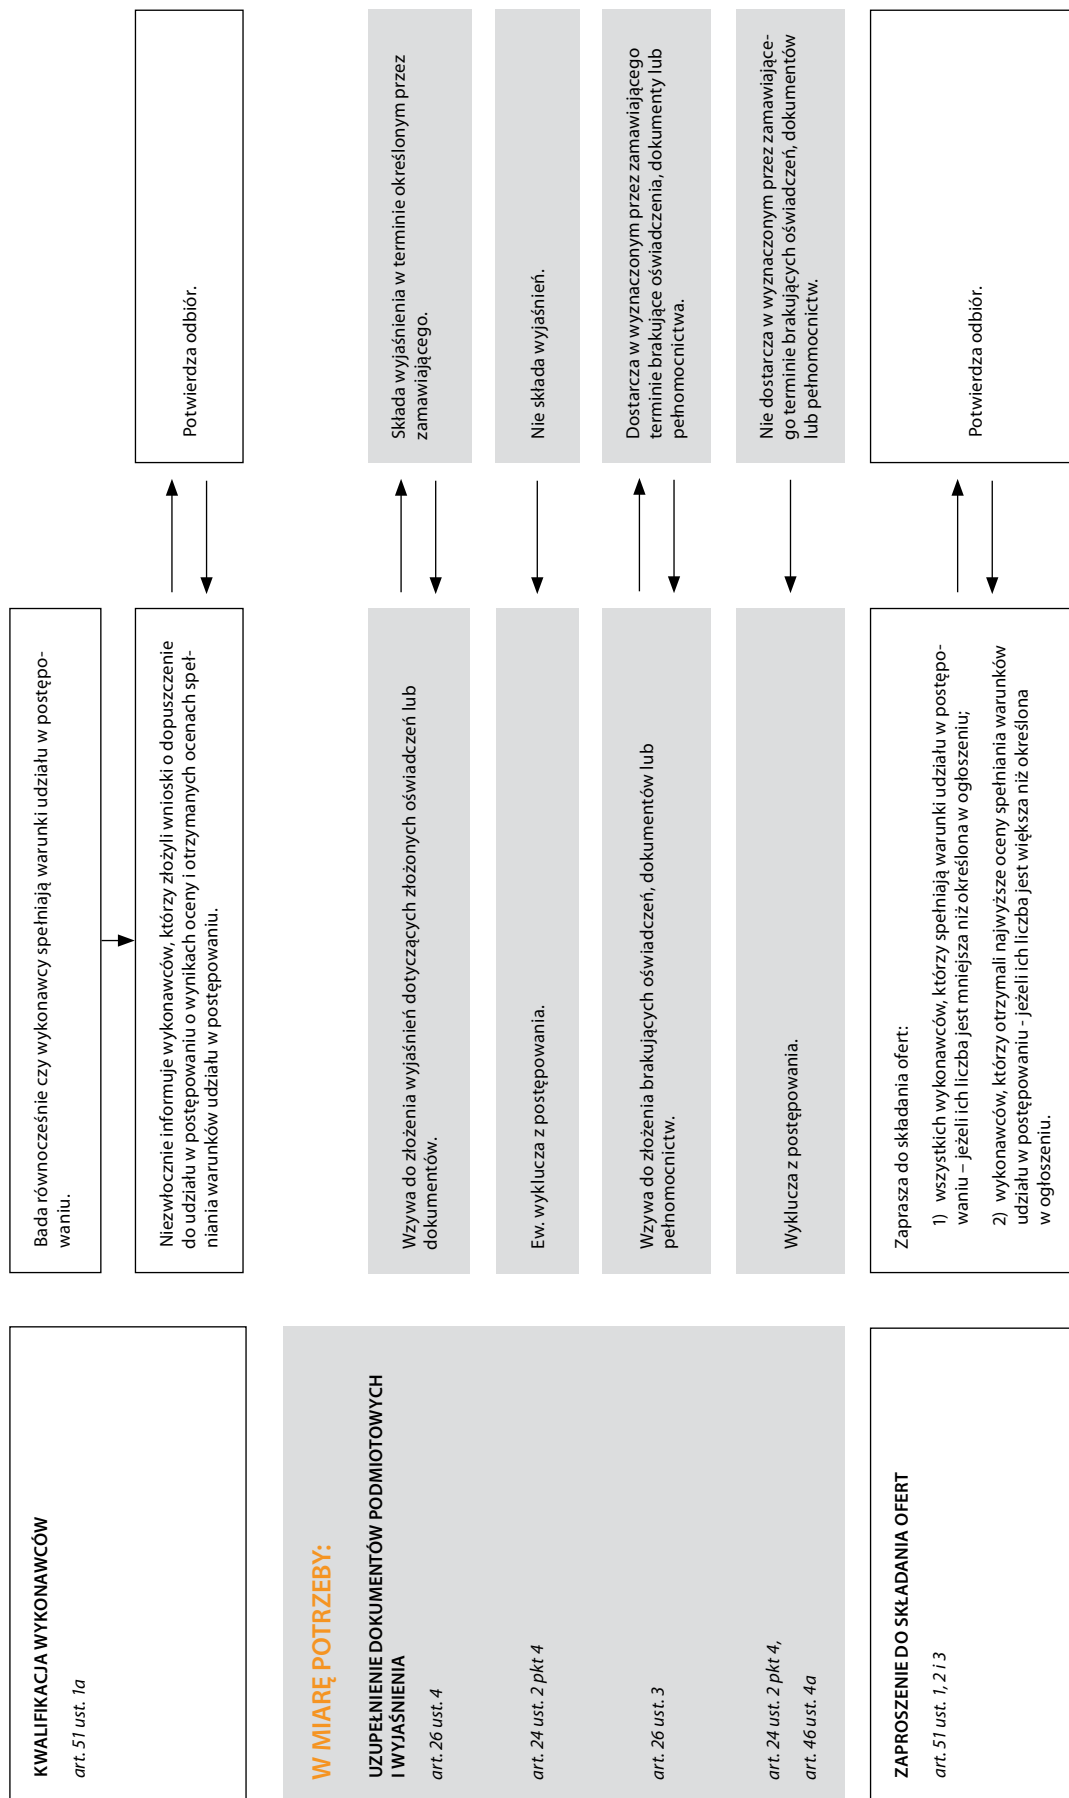 KWALIFIKACJA WYKONAWCÓW
art. 51 ust. 1a
Bada równocześnie czy wykonawcy spełniają warunki udziału w postępo-
waniu.
Niezwłocznie informuje wykonawców, którzy złożyli wnioski o dopuszczenie
do udziału w postępowaniu o wynikach oceny i otrzymanych ocenach speł-
niania warunków udziału w postępowaniu.
Potwierdza odbiór.
W MIARĘ POTRZEBY:
UZUPEŁNIENIE DOKUMENTÓW PODMIOTOWYCH
I WYJAŚNIENIA
art. 26 ust. 4
Wzywa do złożenia wyjaśnień dotyczących złożonych oświadczeń lub
dokumentów.
Składa wyjaśnienia w terminie określonym przez
zamawiającego.
art. 24 ust. 2 pkt 4
Ew. wyklucza z postępowania.
Nie składa wyjaśnień.
art. 26 ust. 3
Wzywa do złożenia brakujących oświadczeń, dokumentów lub
pełnomocnictw.
Dostarcza w wyznaczonym przez zamawiającego
terminie brakujące oświadczenia, dokumenty lub
pełnomocnictwa.
art. 24 ust. 2 pkt 4,
art. 46 ust. 4a
Wyklucza z postępowania.
Nie dostarcza w wyznaczonym przez zamawiające-
go terminie brakujących oświadczeń, dokumentów
lub pełnomocnictw.
ZAPROSZENIE DO SKŁADANIA OFERT
art. 51 ust. 1, 2 i 3
Zaprasza do składania ofert:
1) wszystkich wykonawców, którzy spełniają warunki udziału w postępo-
waniu – jeżeli ich liczba jest mniejsza niż określona w ogłoszeniu;
2) wykonawców, którzy otrzymali najwyższe oceny spełniania warunków
udziału w postępowaniu - jeżeli ich liczba jest większa niż określona
w ogłoszeniu.
Potwierdza odbiór.